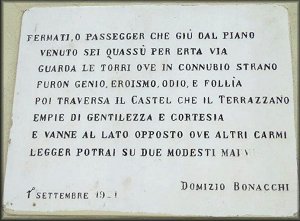 FERMATI, O PASSEGGER CHE GIÚ DAL PIANO
VENUTO SEI QUASSÚ PER ERTA VIA
GUARDA LE TORRI OVE IN CONNUBIO STRANO
FURON GENIO, EROISMO, ODIO, E FOLLÌA
POI TRAVERSA IL CASTEL CHE IL TERRAZZANO
EMPIE DI GENTILEZZA E CORTESIA
E VANNE AL LATO OPPOSTO OVE ALTRI CARMI
LEGGER POTRAI SU DUE MODESTI
DOMIZIO BONACCHI
SETTEMBRE